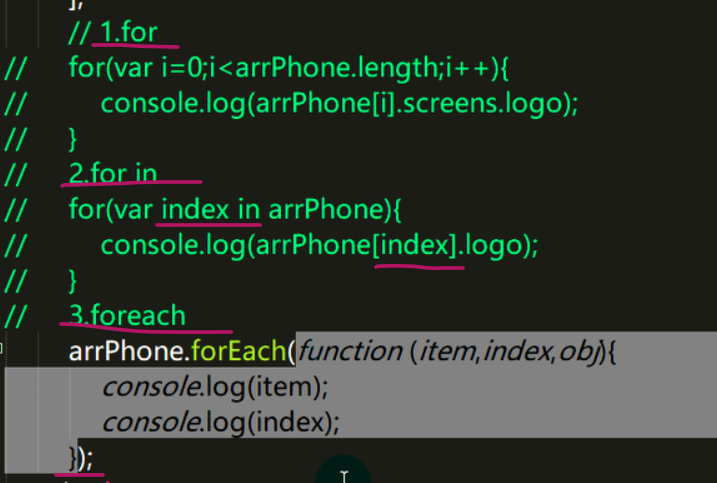 ];
// 1.for
// for(var i=0;i<arrPhone.length;i++){
// console.log(arrPhone[i].screens.logo);
// }
// 2.for in
// for(var index in arrPhone){
// console.log(arrPhone[index].logo);
// }
// 3.foreach
arrPhone.forEach(function (item,index,obj){
console.log(item);
console.log(index);
});